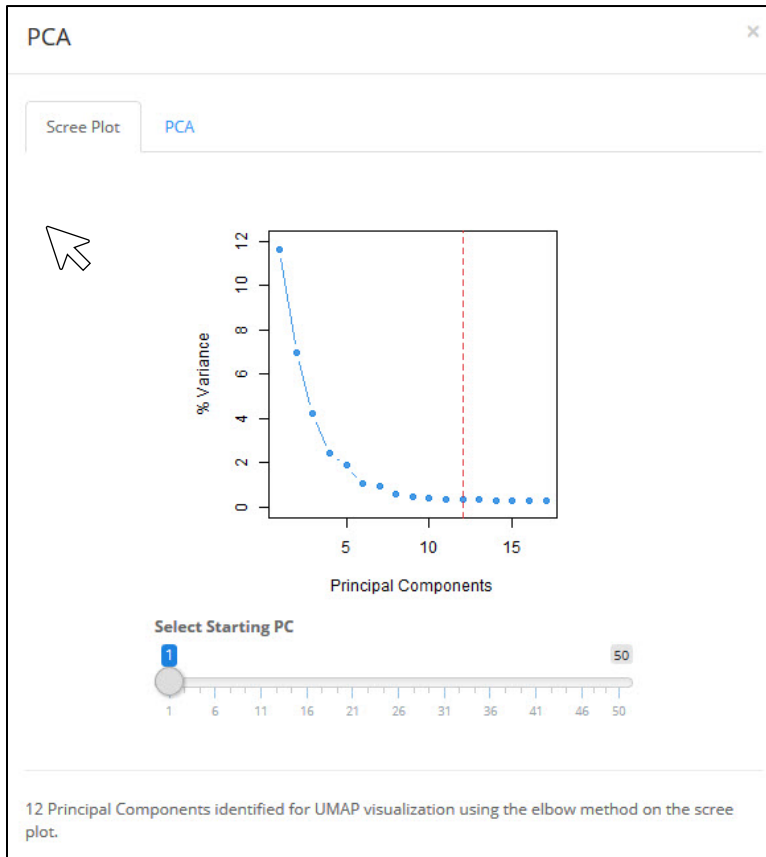 PCA ×
Scree Plot PCA
12
10
8
6
4
2
0
% Variance
5 10 15
Principal Components
Select Starting PC
1 50
1 6 11 16 21 26 31 36 41 46 50
12 Principal Components identified for UMAP visualization using the elbow method on the scree
plot.